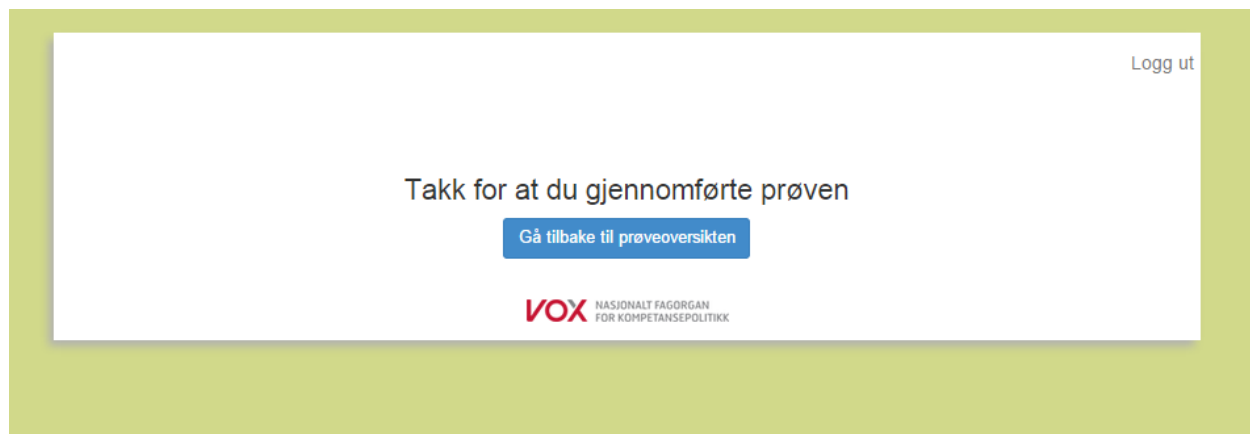 Logg ut
Takk for at du gjennomførte prøven
Gå tilbake til prøveoversikten
VOX NASJONALT FAGORGAN
FOR KOMPETANSEPOLITIKK